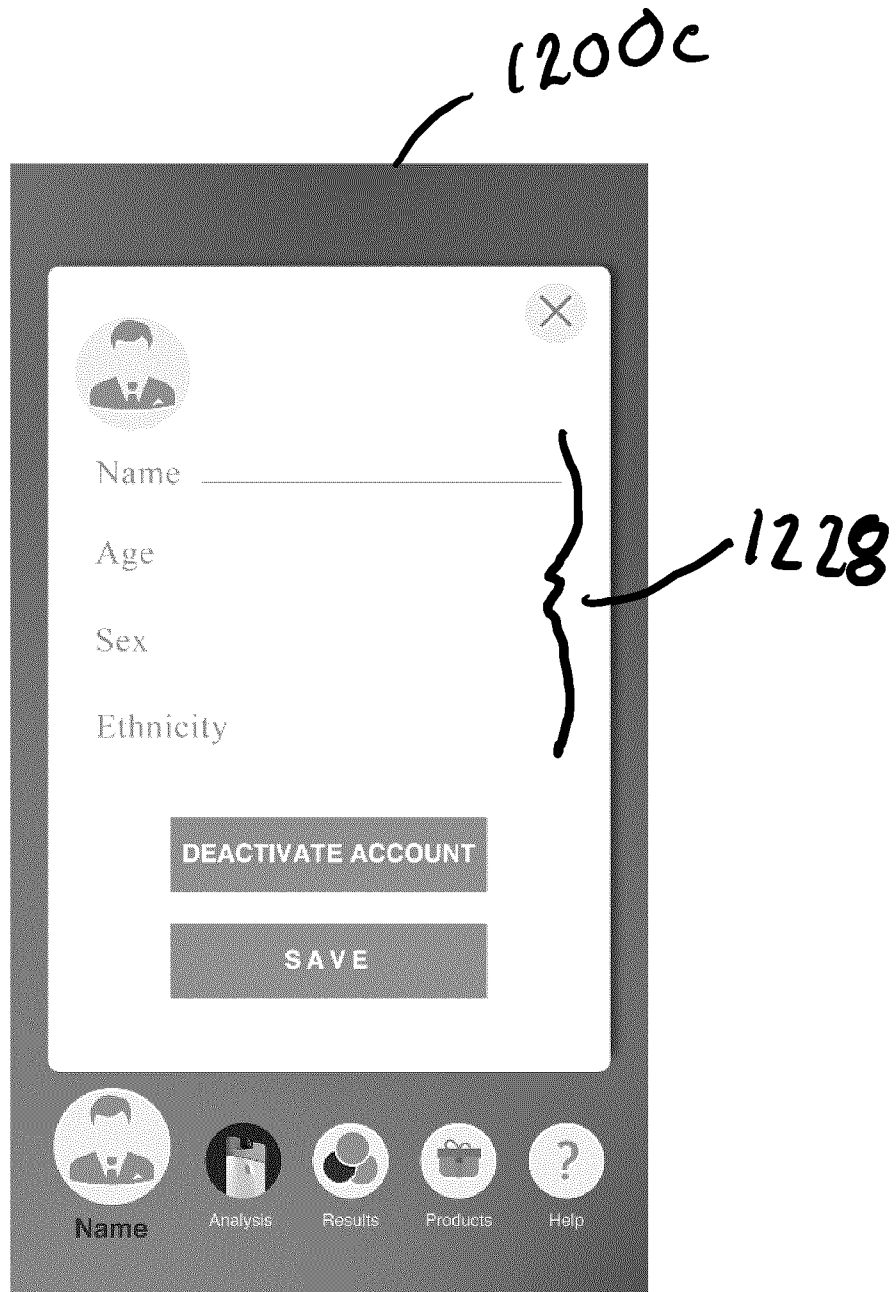 1200c
Name
Age
1228
Sex
Ethnicity
DEACTIVATE ACCOUNT
SAVE
?
Name Analysis Results Products Help